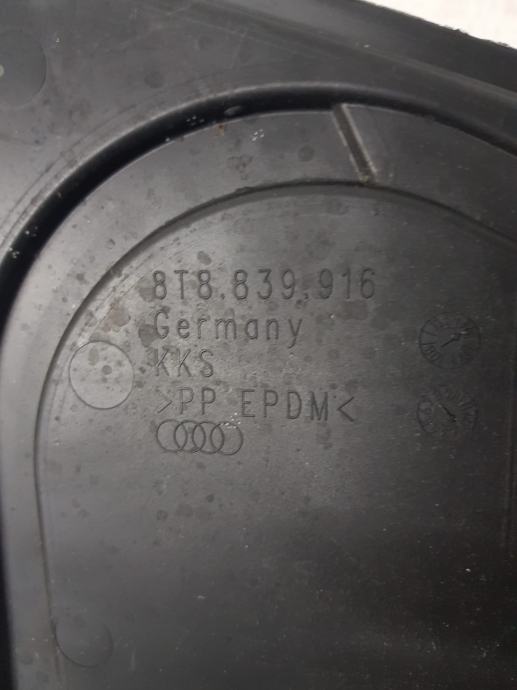 8T8.839.916
Germany
KKS
>PP EPDM<